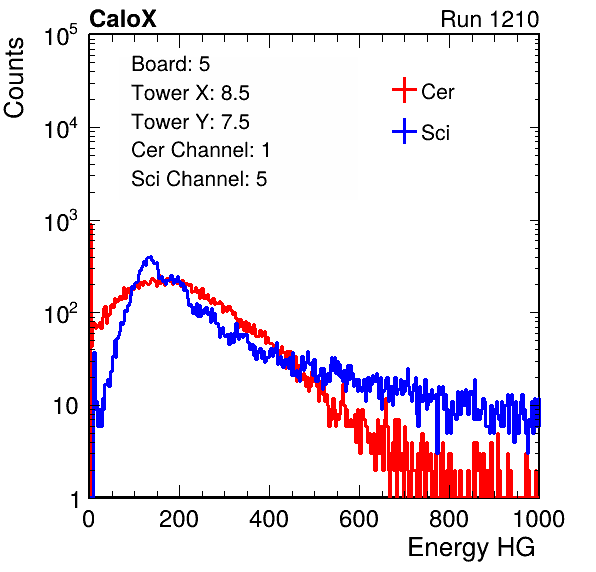 CaloX Run 1210
Counts
10^5
10^4
10^3
10^2
10
1
Board: 5
Tower X: 8.5
Tower Y: 7.5
Cer Channel: 1
Sci Channel: 5
Cer
Sci
0 200 400 600 800 1000
Energy HG